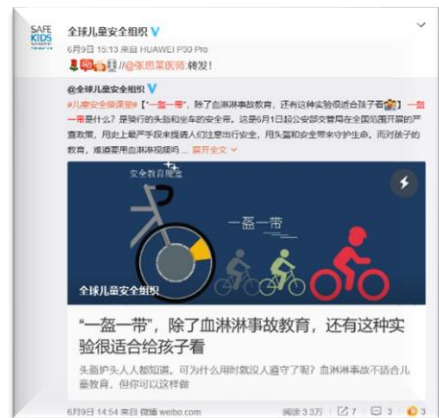 SAFE
KIDS
全球儿童安全组织
6月9日 15:13 来自 HUAWEI P30 Pro
转发！
@全球儿童安全组织
#儿童安全微课堂#【“一盔一带”，除了血淋淋事故教育，还有这种实验很适合孩子看】一盔
一带是什么？是骑行的头盔和坐车的安全带。这是6月1日起公安部交管局在全国范围开展的严
查政策，用史上最严手段来提醒人们注意出行安全，用头盔和安全带来守护生命。而对孩子的
教育，难道要用血淋淋视频吗 ... 展开全文
安全教育魔盒
一盔一带
全球儿童安全组织
“一盔一带”，除了血淋淋事故教育，还有这种实
验很适合给孩子看
头盔护头人人都知道。可为什么用时就没人遵守了呢？血淋淋事故不适合儿
童教育，但你可以这样做
6月9日 14:54 来自 微博 weibo.com
阅读 3.3万 7 3 3